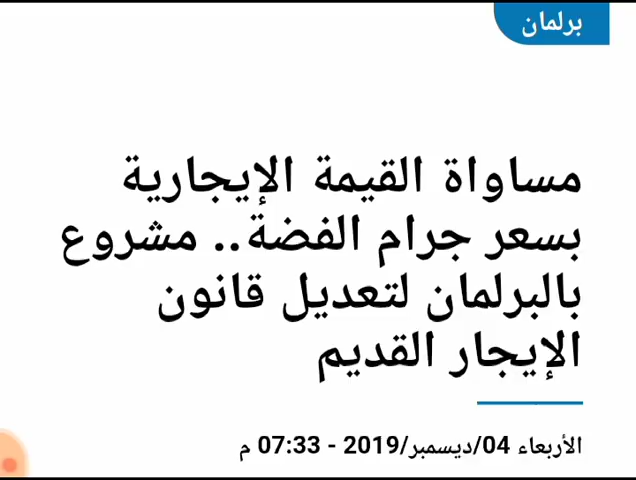 برلمان
مساواة القيمة الإيجارية
بسعر جرام الفضة.. مشروع
بالبرلمان لتعديل قانون
الإيجار القديم
الأربعاء 04/ديسمبر/2019 - 07:33 م